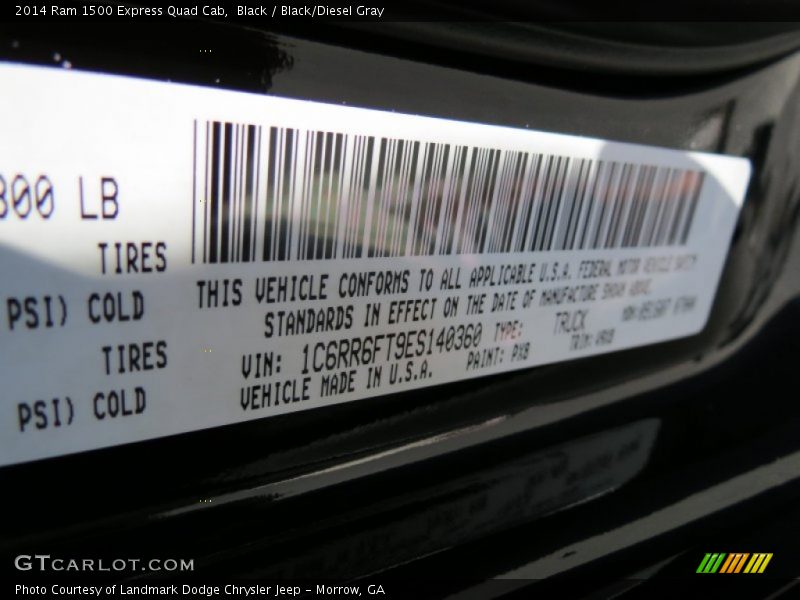 2014 Ram 1500 Express Quad Cab,  Black / Black/Diesel Gray
800 LB
TIRES
PSI) COLD
TIRES
PSI) COLD
THIS VEHICLE CONFORMS TO ALL APPLICABLE U.S.A. FEDERAL MOTOR VEHICLE SAFETY
STANDARDS IN EFFECT ON THE DATE OF MANUFACTURE SHOWN ABOVE.
VIN: 1C6RR6FT9ES140360 TYPE: TRUCK
VEHICLE MADE IN U.S.A. PAINT: PX8 TRIM:
GTCARLOT.COM
Photo Courtesy of Landmark Dodge Chrysler Jeep - Morrow, GA